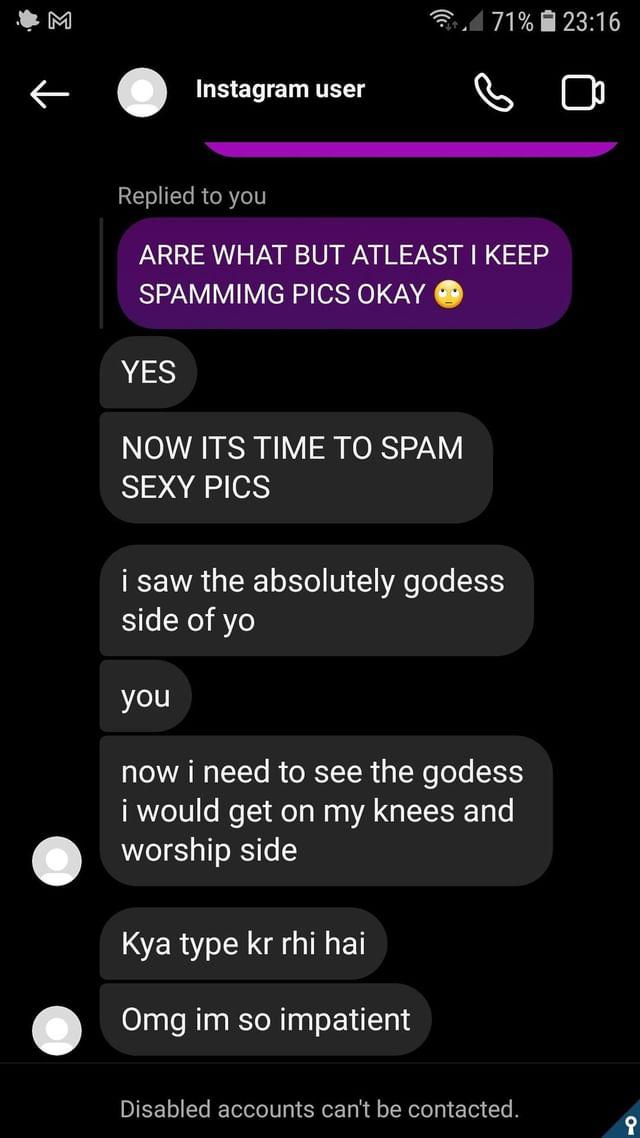 71% 23:16
Instagram user
Replied to you
ARRE WHAT BUT ATLEAST I KEEP
SPAMMIMG PICS OKAY 🙄
YES
NOW ITS TIME TO SPAM
SEXY PICS
i saw the absolutely godess
side of yo
you
now i need to see the godess
i would get on my knees and
worship side
Kya type kr rhi hai
Omg im so impatient
Disabled accounts can't be contacted.